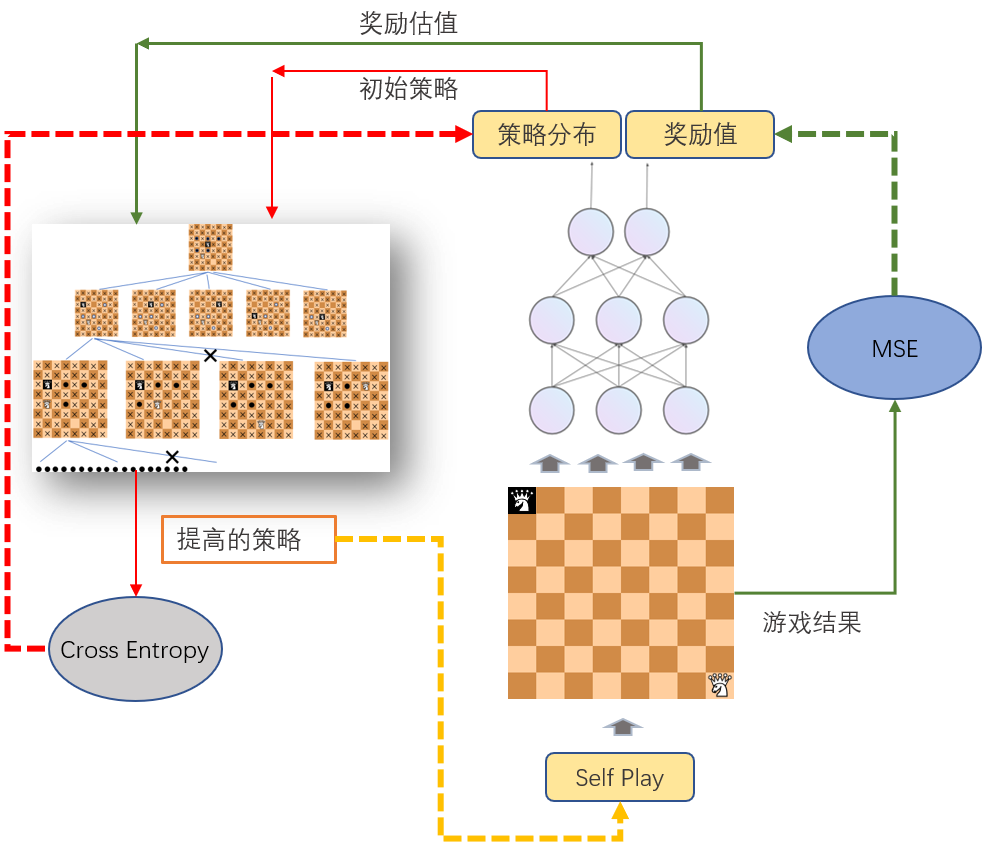 奖励估值
初始策略
策略分布
奖励值
MSE
提高的策略
游戏结果
Cross Entropy
Self Play